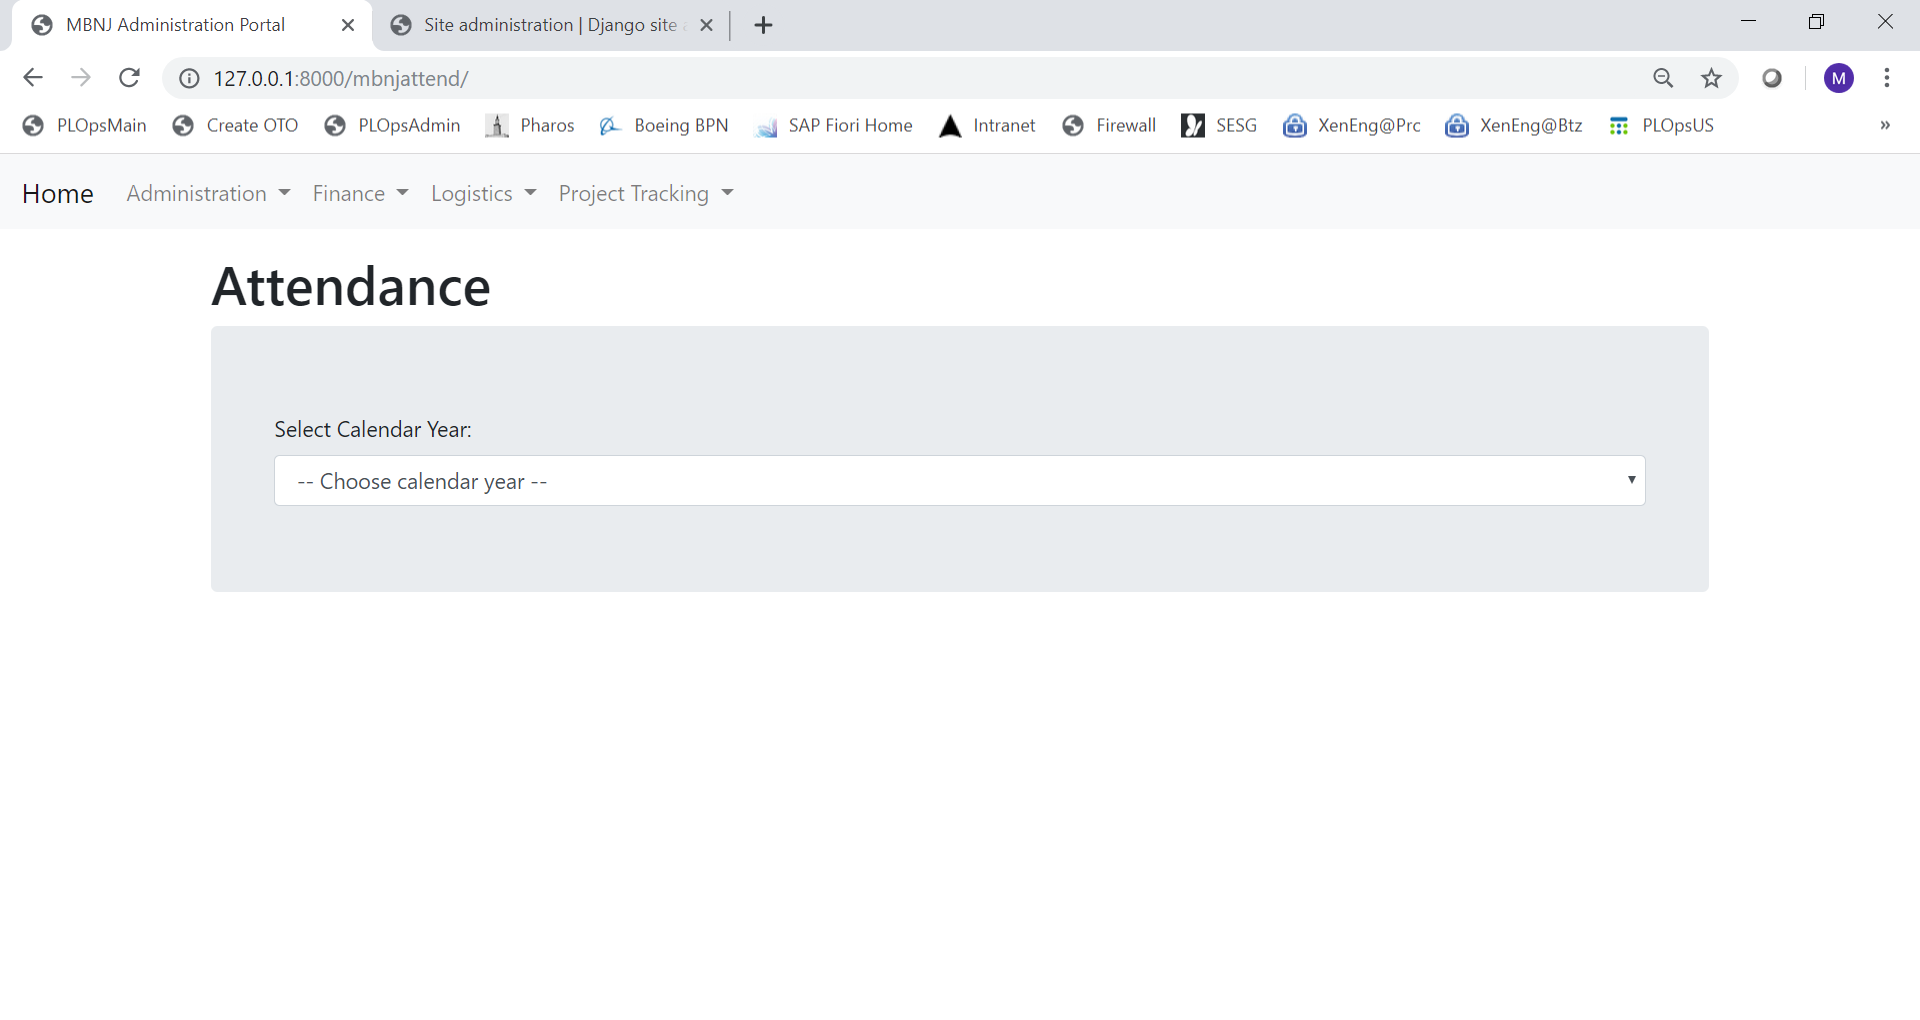 MBNJ Administration Portal
Site administration | Django site
127.0.0.1:8000/mbnjattend/
M
PLOpsMain Create OTO PLOpsAdmin Pharos Boeing BPN SAP Fiori Home Intranet Firewall SESG XenEng@Prc XenEng@Btz PLOpsUS »
Home Administration Finance Logistics Project Tracking
Attendance
Select Calendar Year:
-- Choose calendar year --